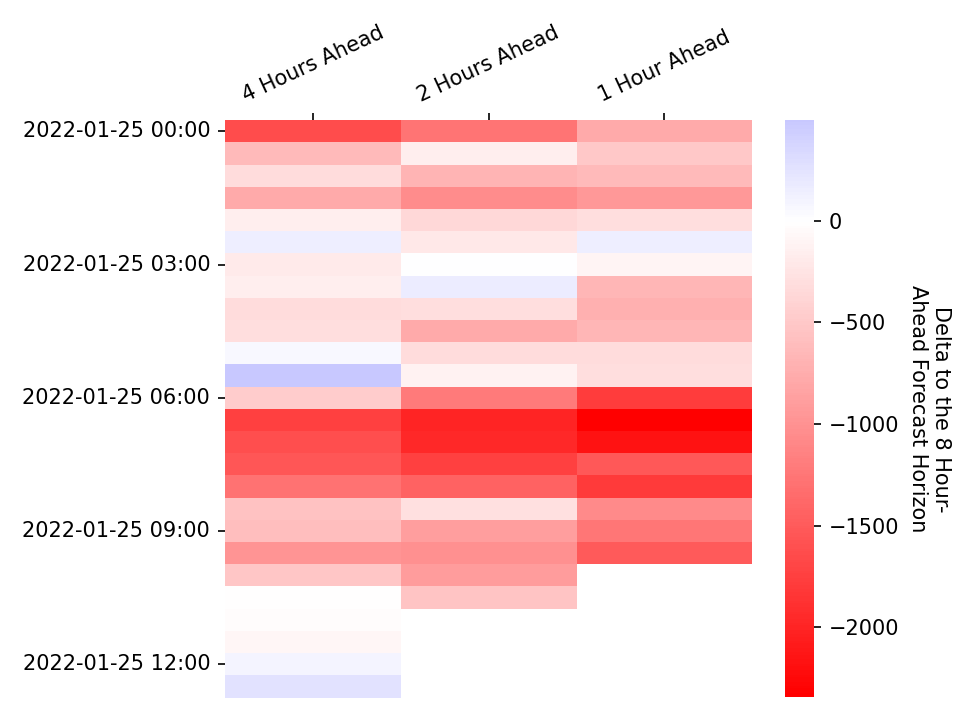 4 Hours Ahead
2 Hours Ahead
1 Hour Ahead
2022-01-25 00:00
2022-01-25 03:00
2022-01-25 06:00
2022-01-25 09:00
2022-01-25 12:00
0
−500
−1000
−1500
−2000
Delta to the 8 Hour-
Ahead Forecast Horizon